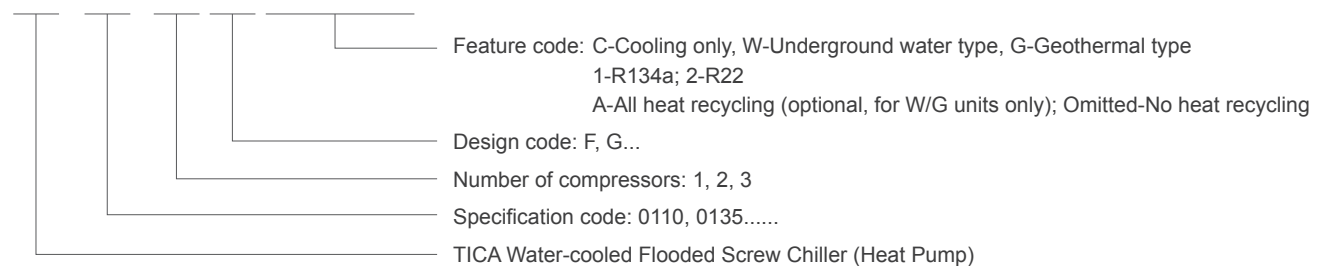 Feature code: C-Cooling only, W-Underground water type, G-Geothermal type
1-R134a; 2-R22
A-All heat recycling (optional, for W/G units only); Omitted-No heat recycling
Design code: F, G...
Number of compressors: 1, 2, 3
Specification code: 0110, 0135......
TICA Water-cooled Flooded Screw Chiller (Heat Pump)